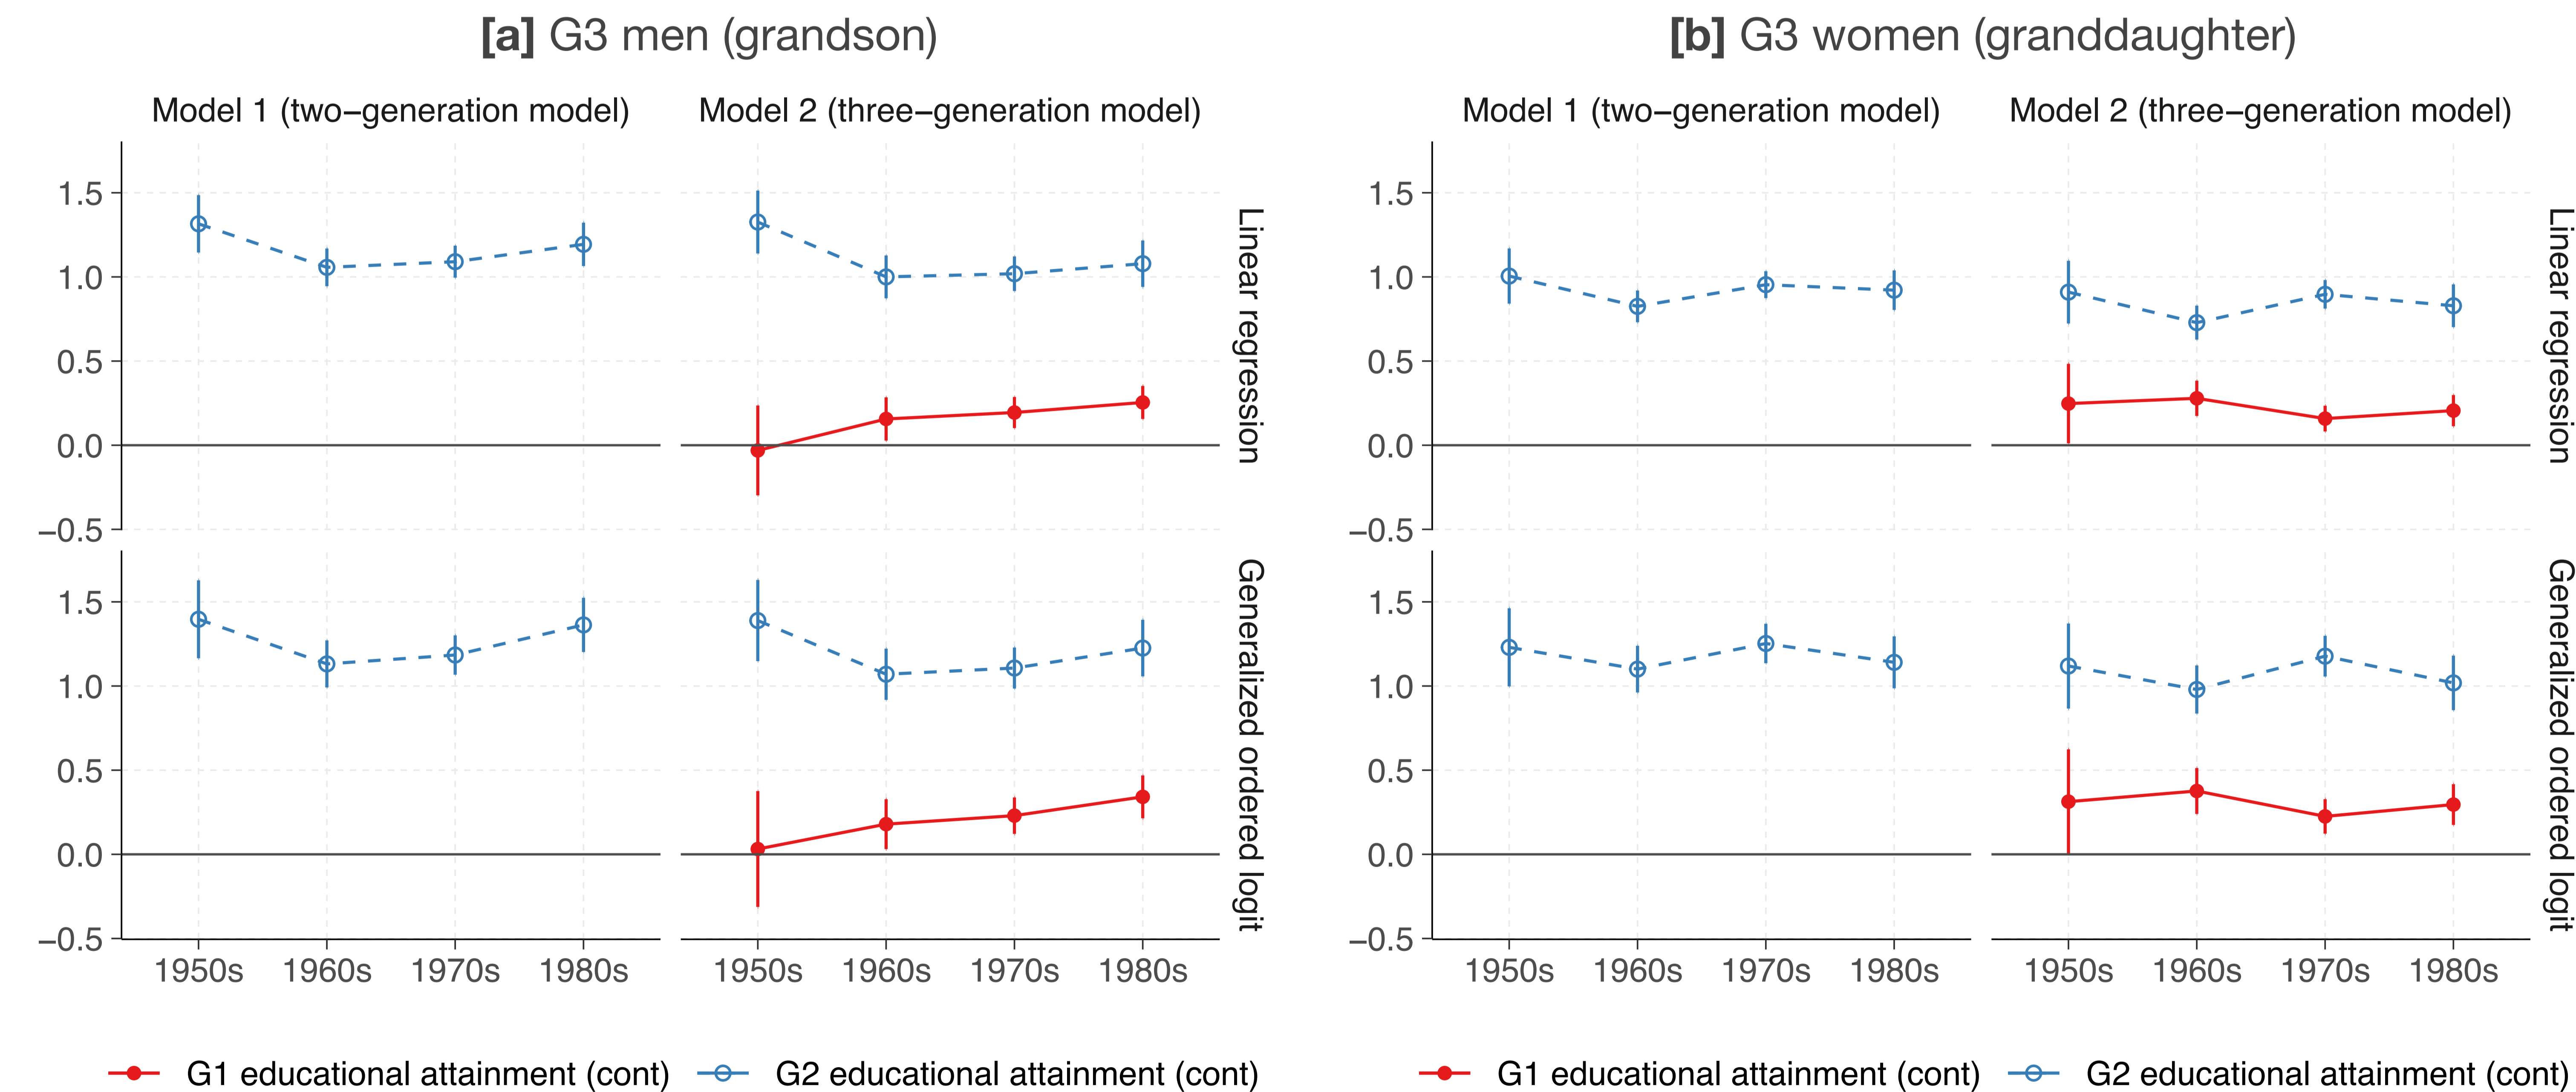 [a] G3 men (grandson)
Model 1 (two−generation model)
Model 2 (three−generation model)
1.5
1.0
0.5
0.0
−0.5
Linear regression
1.5
1.0
0.5
0.0
−0.5
Generalized ordered logit
1950s 1960s 1970s 1980s
1950s 1960s 1970s 1980s
G1 educational attainment (cont)
G2 educational attainment (cont)
[b] G3 women (granddaughter)
Model 1 (two−generation model)
Model 2 (three−generation model)
1.5
1.0
0.5
0.0
−0.5
Linear regression
1.5
1.0
0.5
0.0
−0.5
Generalized ordered logit
1950s 1960s 1970s 1980s
1950s 1960s 1970s 1980s
G1 educational attainment (cont)
G2 educational attainment (cont)